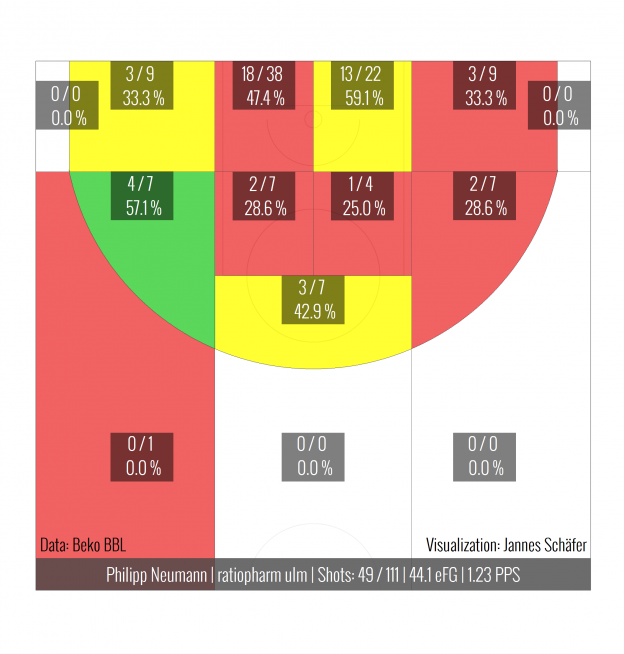 3 / 9
33.3 %
18 / 38
47.4 %
13 / 22
59.1 %
3 / 9
33.3 %
0 / 0
0.0 %
0 / 0
0.0 %
4 / 7
57.1 %
2 / 7
28.6 %
1 / 4
25.0 %
2 / 7
28.6 %
3 / 7
42.9 %
0 / 1
0.0 %
0 / 0
0.0 %
0 / 0
0.0 %
Data: Beko BBL
Visualization: Jannes Schäfer
Philipp Neumann | ratiopharm ulm | Shots: 49 / 111 | 44.1 eFG | 1.23 PPS